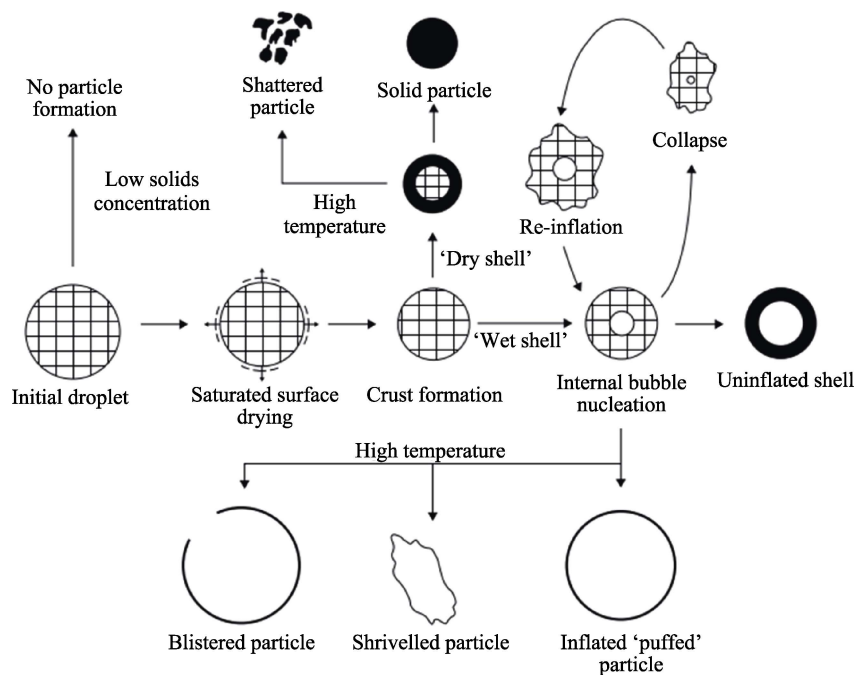 No particle
formation
Shattered
particle
Solid particle
Collapse
Low solids
concentration
High
temperature
Re-inflation
‘Dry shell’
‘Wet shell’
Initial droplet
Saturated surface
drying
Crust formation
Internal bubble
nucleation
Uninflated shell
High temperature
Blistered particle
Shrivelled particle
Inflated ‘puffed’
particle